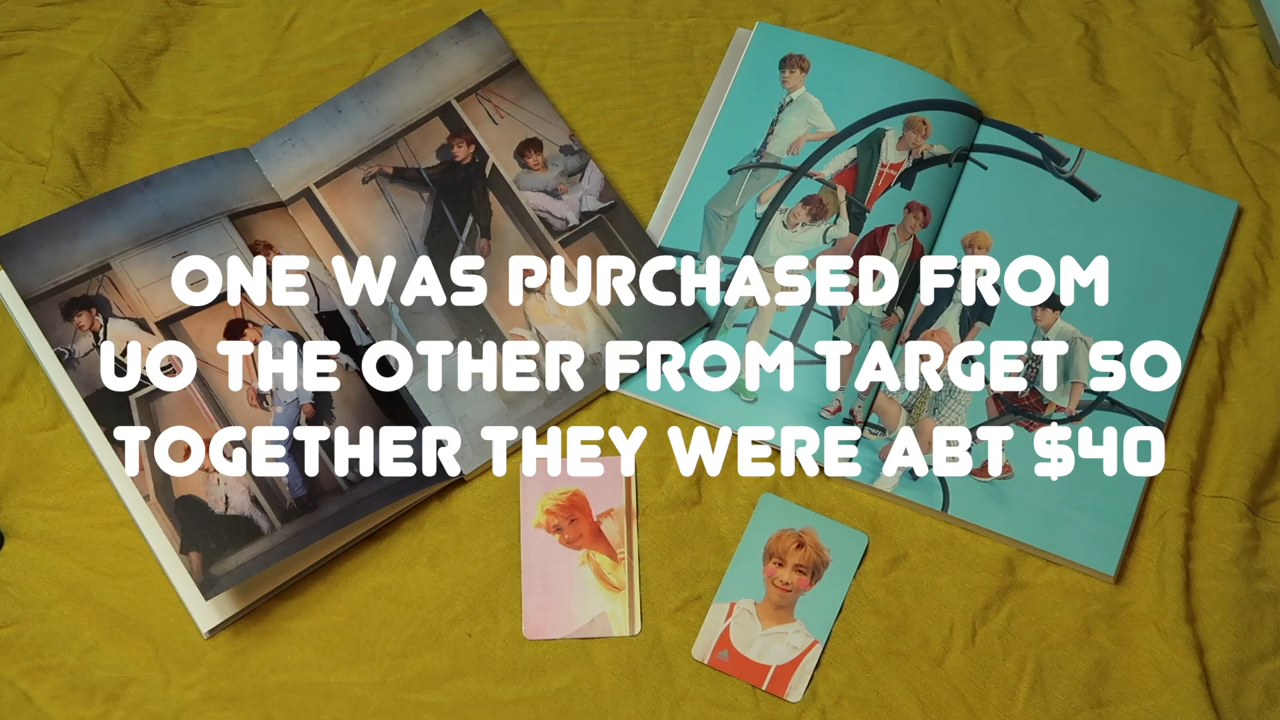 ONE WAS PURCHASED FROM
UO THE OTHER FROM TARGET SO
TOGETHER THEY WERE ABT $40